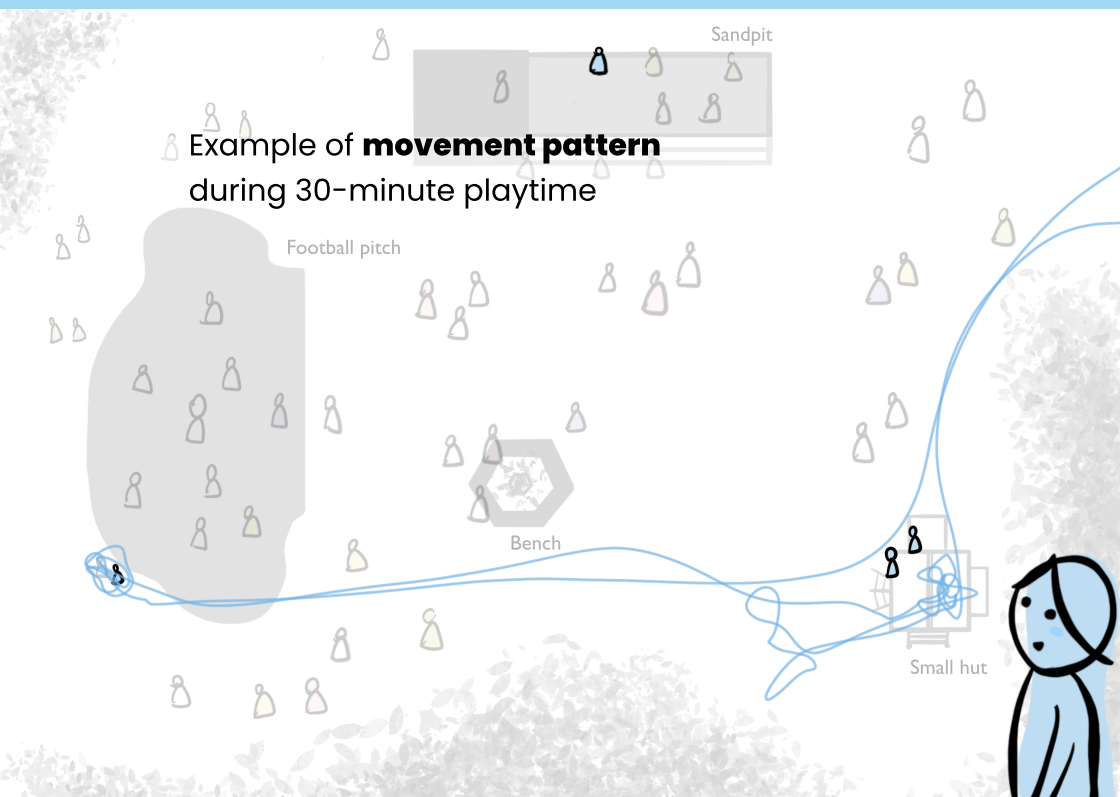 Sandpit
Example of movement pattern
during 30-minute playtime
Football pitch
Bench
Small hut